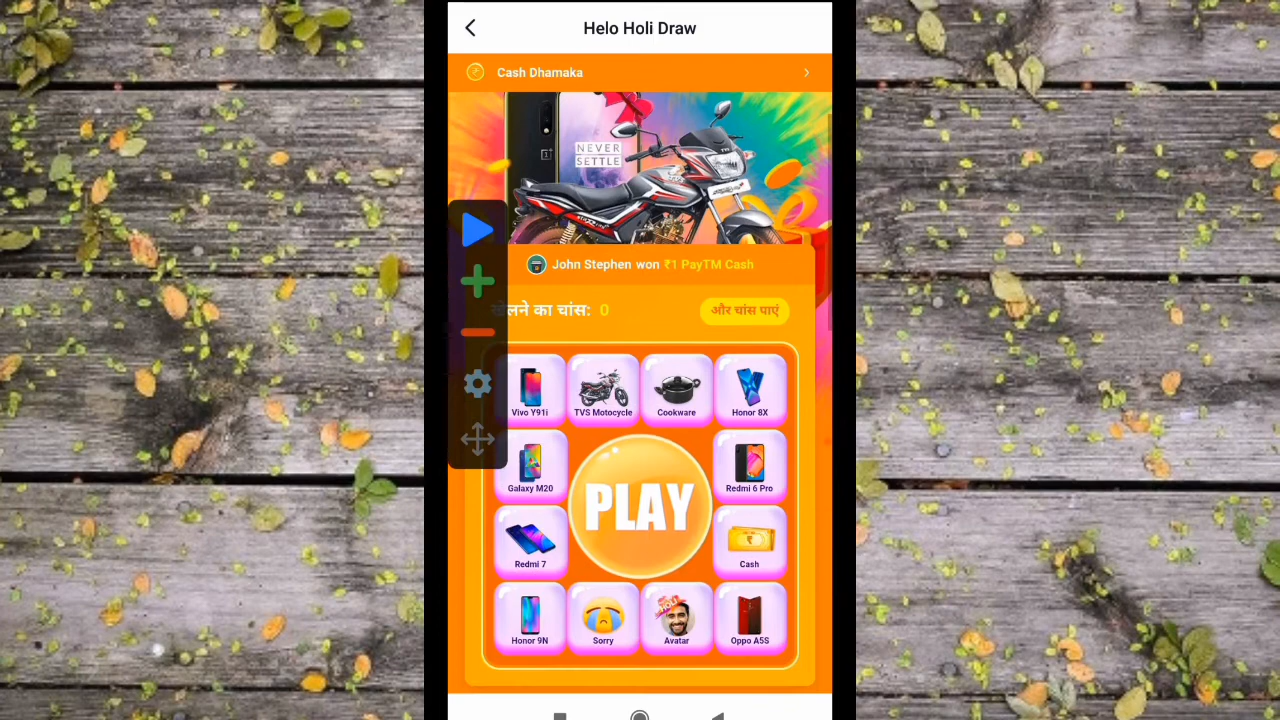 Helo Holi Draw
Cash Dhamaka
NEVER
SETTLE
John Stephen won ₹1 PayTM Cash
खेलने का चांस: 0
और चांस पाएं
Vivo Y91i
TVS Motocycle
Cookware
Honor 8X
Galaxy M20
PLAY
Redmi 6 Pro
Redmi 7
Cash
Honor 9N
Sorry
Avatar
Oppo A5S